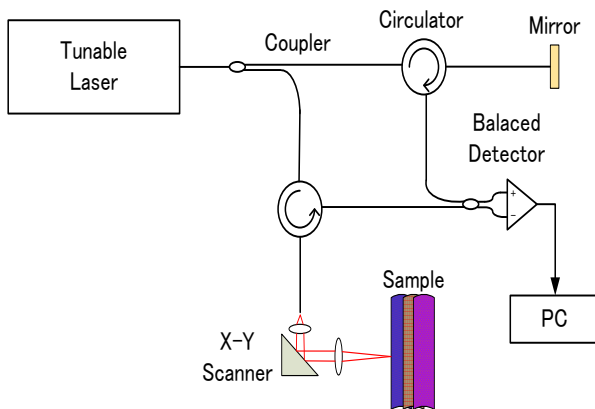 Tunable
Laser
Coupler
Circulator
Mirror
Balaced
Detector
+
−
Sample
X-Y
Scanner
PC